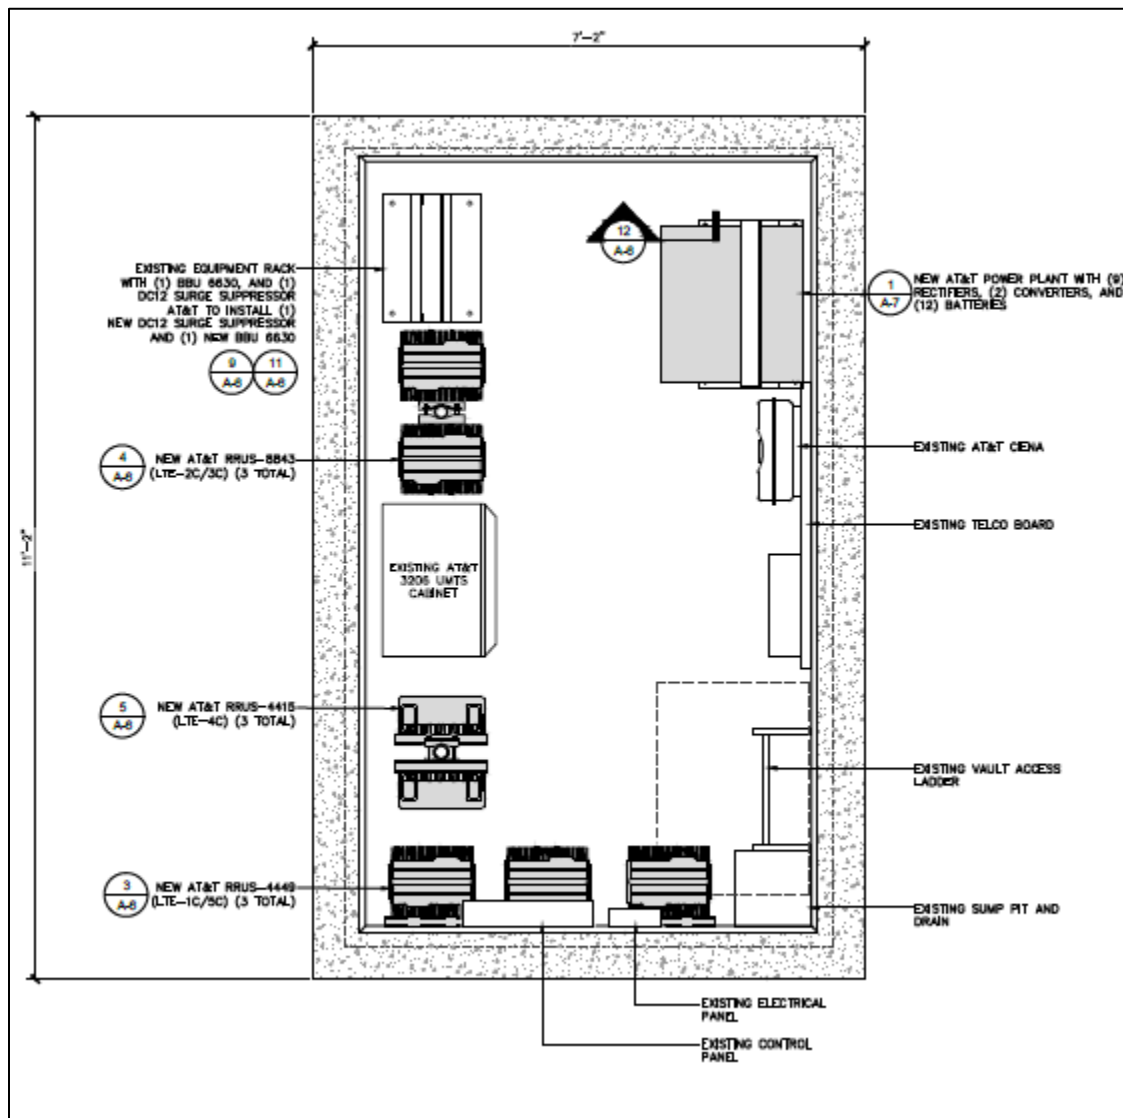 7'-2"
11'-2"
EXISTING EQUIPMENT RACK
WITH (1) BBU 6630, AND (1)
DC12 SURGE SUPPRESSOR
AT&T TO INSTALL (1)
NEW DC12 SURGE SUPPRESSOR
AND (1) NEW BBU 6630
9
A-6
11
A-6
12
A-6
1
A-7
NEW AT&T POWER PLANT WITH (9)
RECTIFIERS, (2) CONVERTERS, AND
(12) BATTERIES
4
A-6
NEW AT&T RRUS-8843
(LTE-2C/3C) (3 TOTAL)
EXISTING AT&T CIENA
EXISTING TELCO BOARD
EXISTING AT&T
3206 UMTS
CABINET
5
A-6
NEW AT&T RRUS-4415
(LTE-4C) (3 TOTAL)
EXISTING VAULT ACCESS
LADDER
3
A-6
NEW AT&T RRUS-4449
(LTE-1C/5C) (3 TOTAL)
EXISTING SUMP PIT AND
DRAIN
EXISTING ELECTRICAL
PANEL
EXISTING CONTROL
PANEL